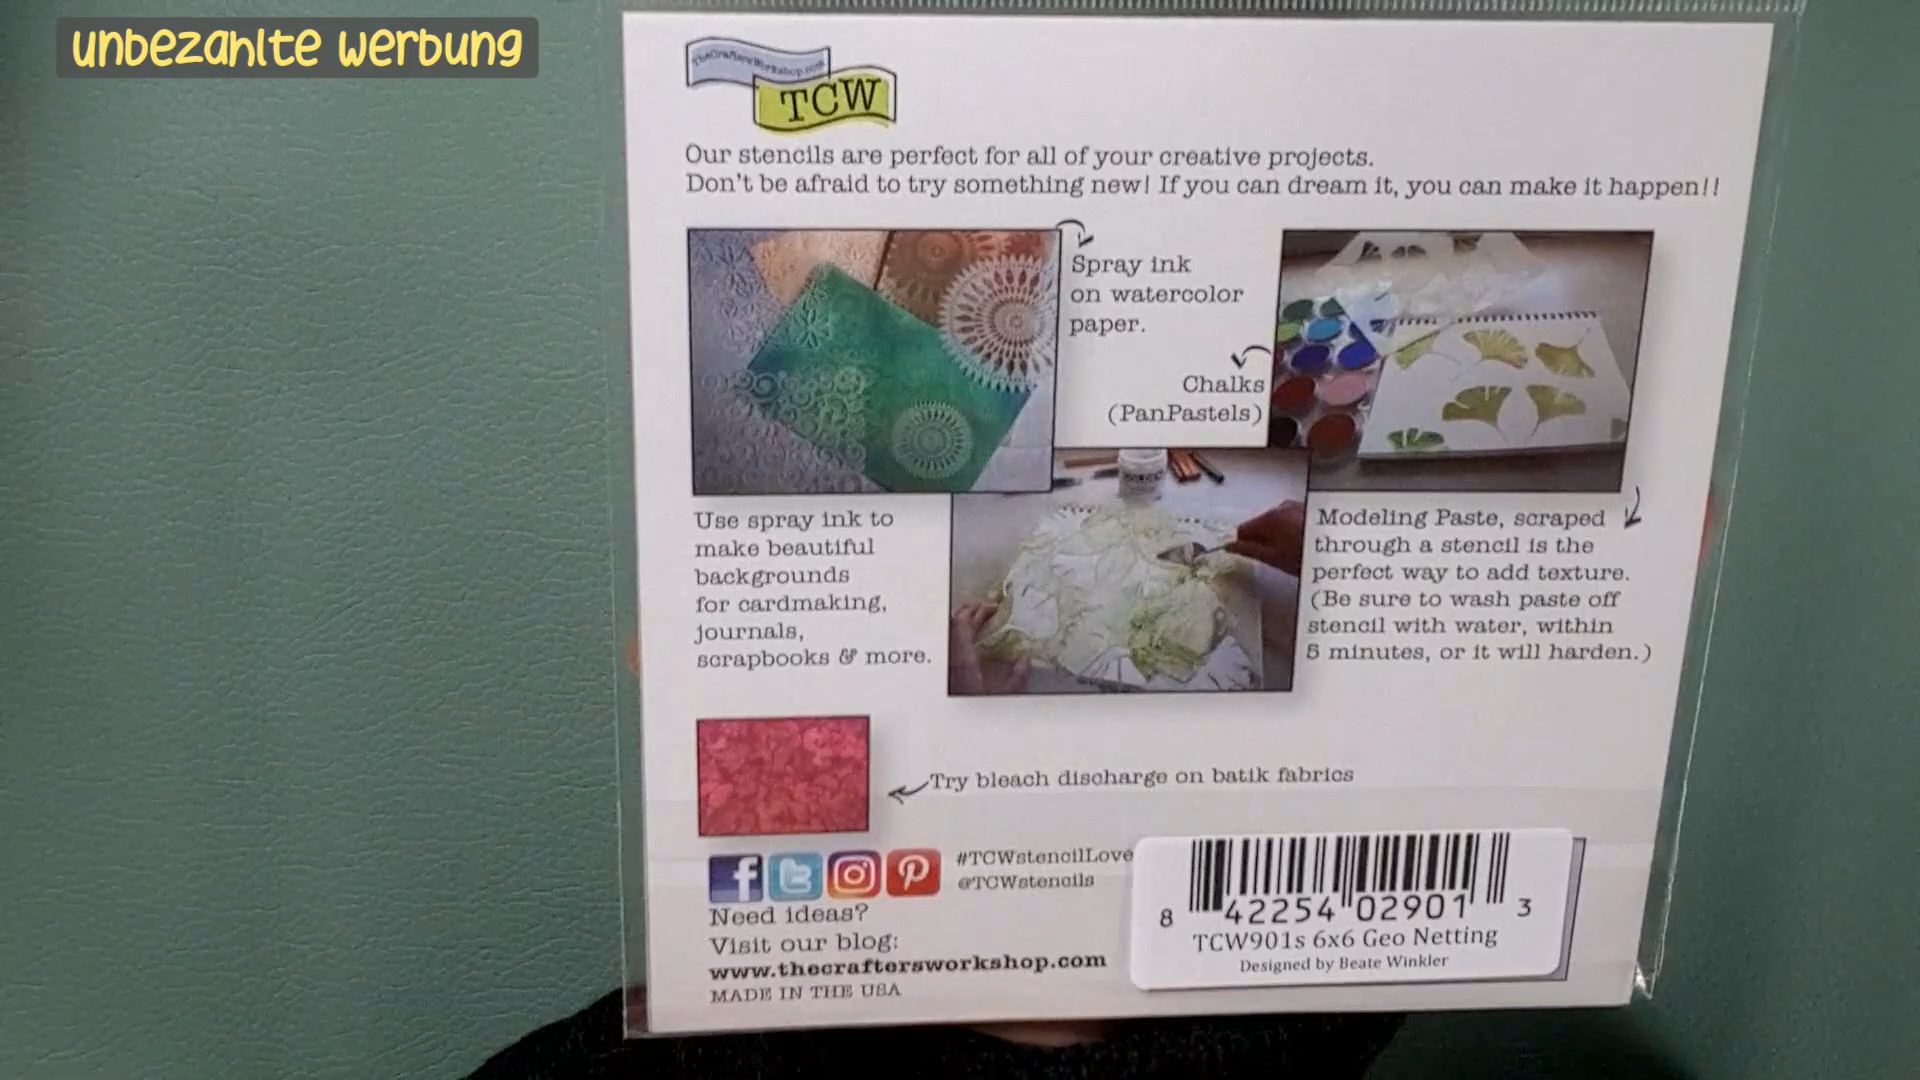 unbezahlte werbung
TheCraftersWorkshop.com
TCW
Our stencils are perfect for all of your creative projects.
Don't be afraid to try something new! If you can dream it, you can make it happen!!
Spray ink
on watercolor
paper.
Chalks
(PanPastels)
Use spray ink to
make beautiful
backgrounds
for cardmaking,
journals,
scrapbooks & more.
Modeling Paste, scraped
through a stencil is the
perfect way to add texture.
(Be sure to wash paste off
stencil with water, within
5 minutes, or it will harden.)
Try bleach discharge on batik fabrics
#TCWstencilLove
@TCWstencils
Need ideas?
Visit our blog:
www.thecraftersworkshop.com
MADE IN THE USA
8 42254 02901 3
TCW901s 6x6 Geo Netting
Designed by Beate Winkler